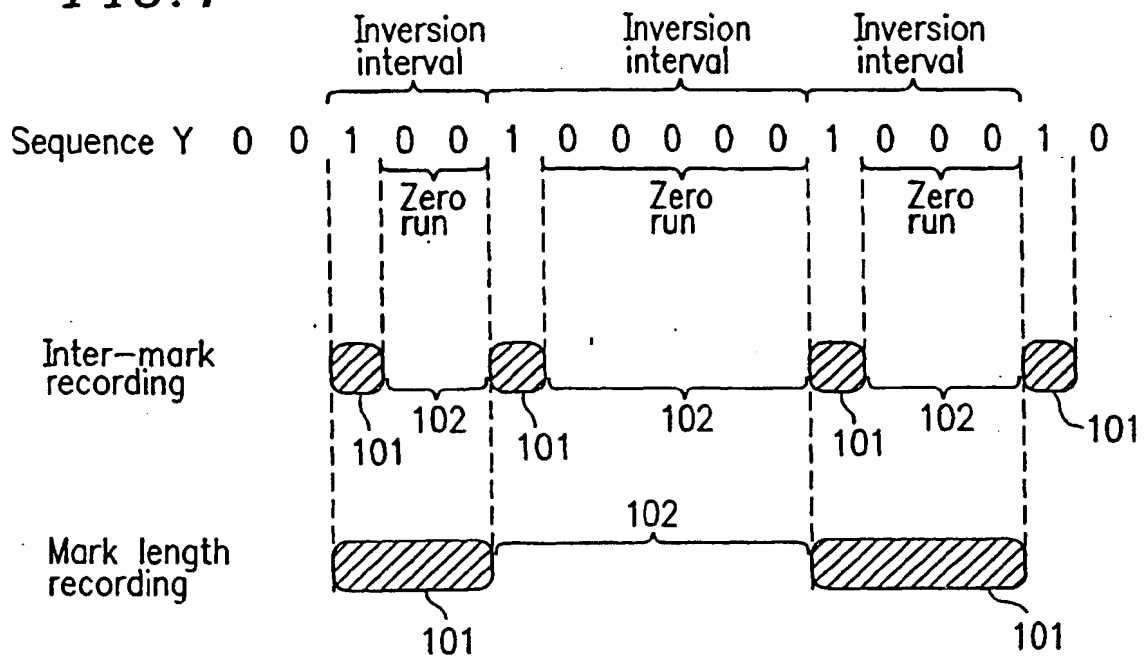 Inversion interval
Inversion interval
Inversion interval
Sequence Y 0 0 1 0 0 1 0 0 0 0 0 1 0 0 0 1 0
Zero run
Zero run
Zero run
Inter-mark
recording
102 102 102
101 101 101 101
102
Mark length
recording
101 101